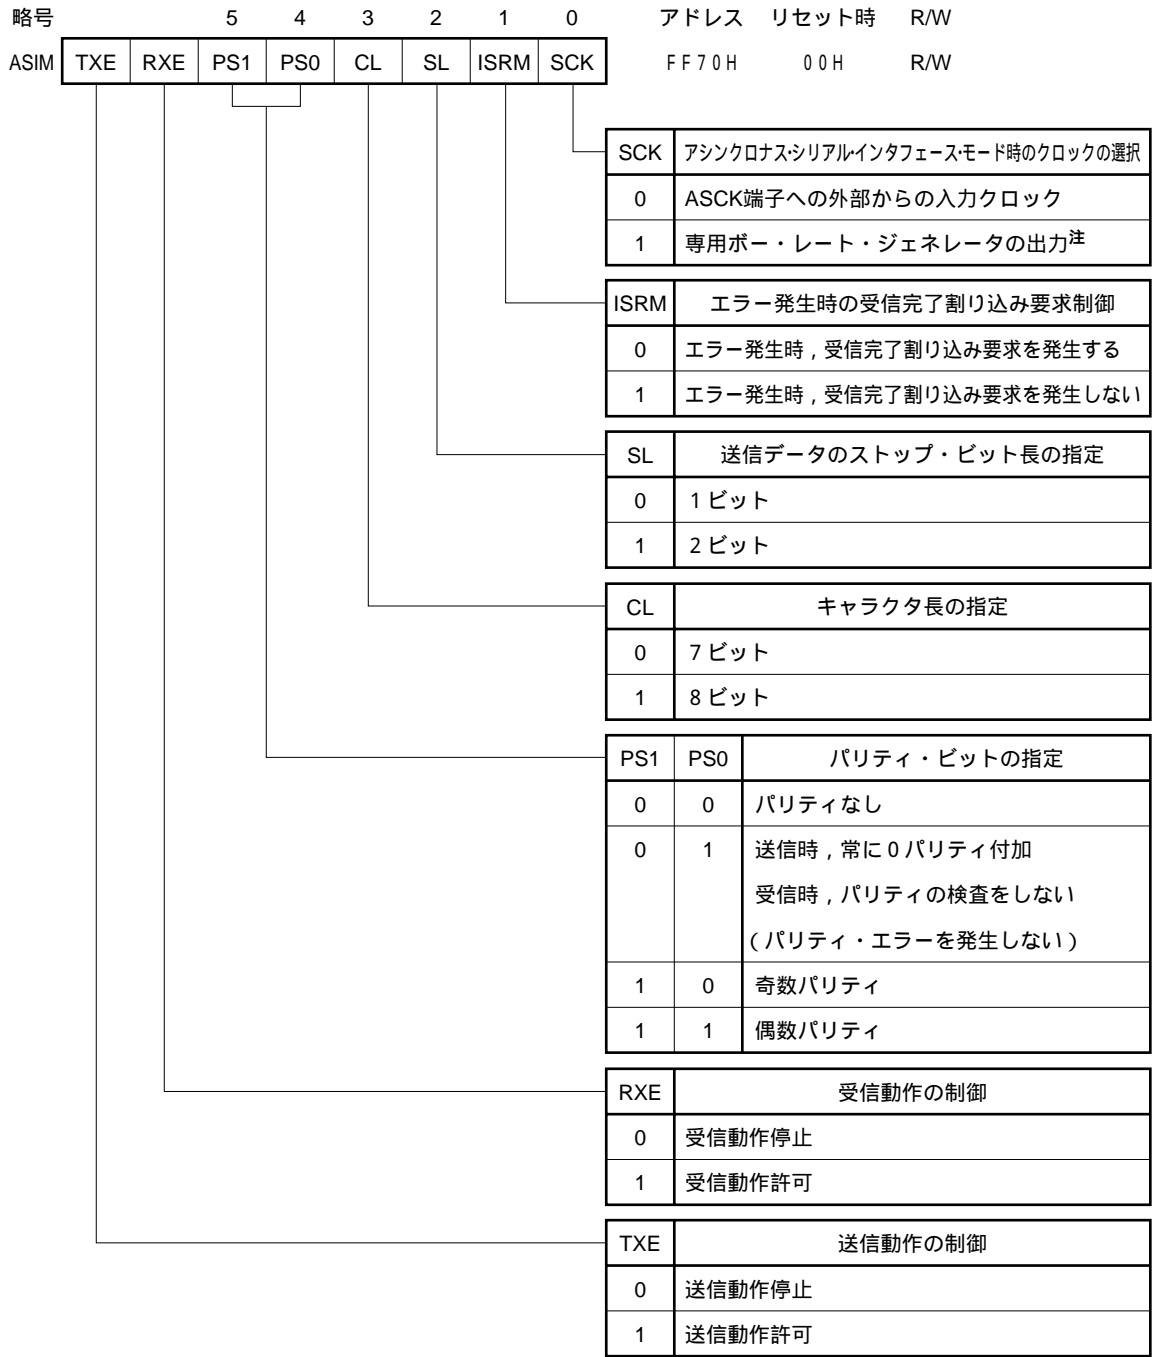 略号 5 4 3 2 1 0 アドレス リセット時 R/W
ASIM TXE RXE PS1 PS0 CL SL ISRM SCK FF70H 00H R/W
SCK アシンクロナス・シリアル・インタフェース・モード時のクロックの選択
0 ASCK端子への外部からの入力クロック
1 専用ボー・レート・ジェネレータの出力注
ISRM エラー発生時の受信完了割り込み要求制御
0 エラー発生時，受信完了割り込み要求を発生する
1 エラー発生時，受信完了割り込み要求を発生しない
SL 送信データのストップ・ビット長の指定
0 1ビット
1 2ビット
CL キャラクタ長の指定
0 7ビット
1 8ビット
PS1 PS0 パリティ・ビットの指定
0 0 パリティなし
0 1 送信時，常に0パリティ付加
受信時，パリティの検査をしない
（パリティ・エラーを発生しない）
1 0 奇数パリティ
1 1 偶数パリティ
RXE 受信動作の制御
0 受信動作停止
1 受信動作許可
TXE 送信動作の制御
0 送信動作停止
1 送信動作許可